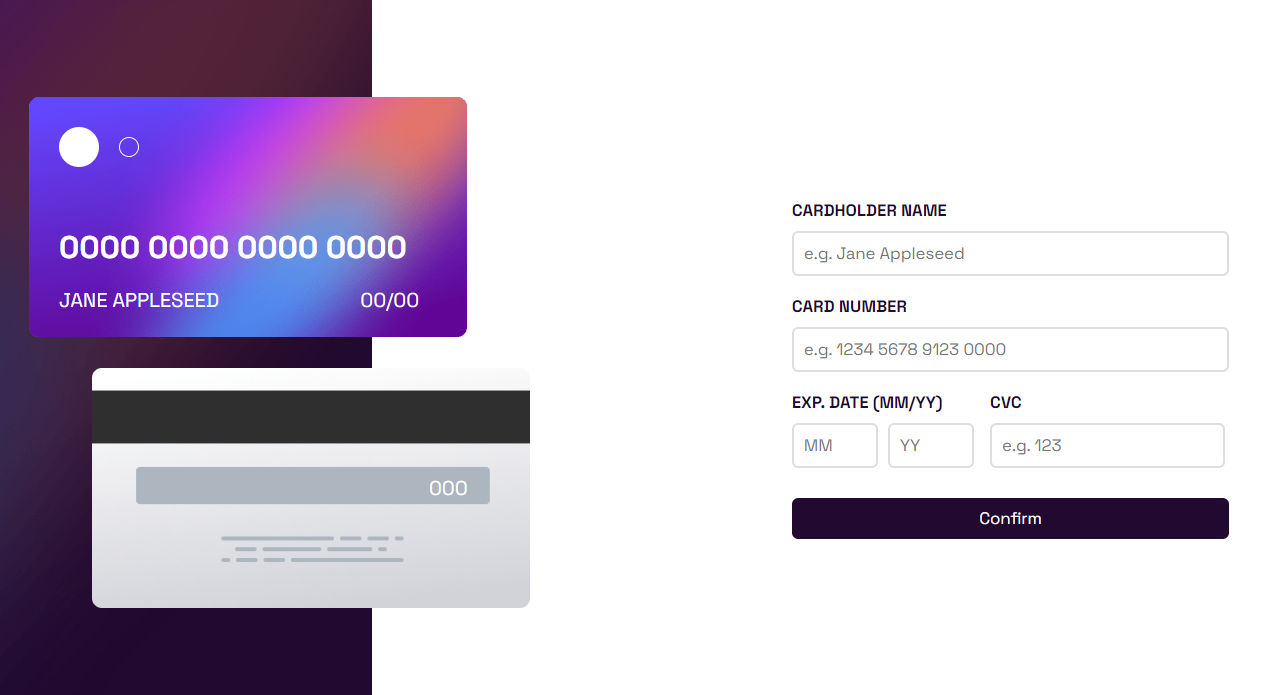 0000 0000 0000 0000
JANE APPLESEED 00/00
000
CARDHOLDER NAME
e.g. Jane Appleseed
CARD NUMBER
e.g. 1234 5678 9123 0000
EXP. DATE (MM/YY) CVC
MM YY e.g. 123
Confirm